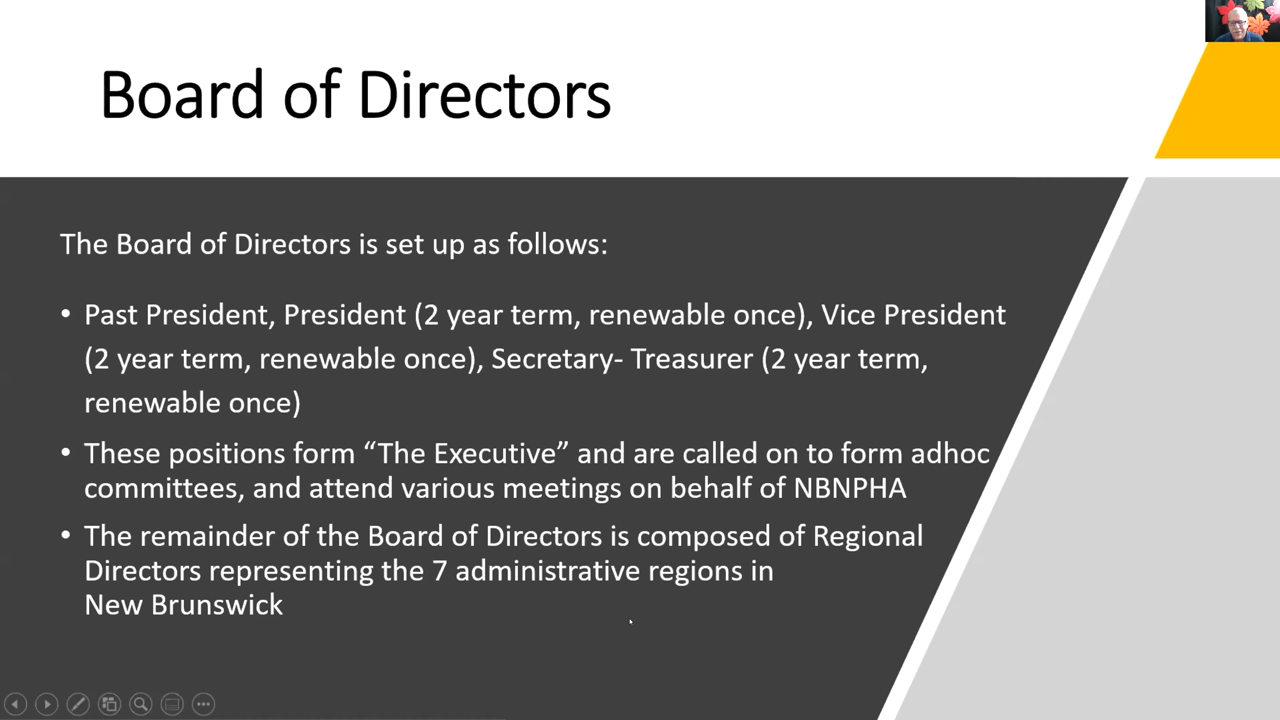 Board of Directors
The Board of Directors is set up as follows:
• Past President, President (2 year term, renewable once), Vice President
(2 year term, renewable once), Secretary- Treasurer (2 year term,
renewable once)
• These positions form “The Executive” and are called on to form adhoc
committees, and attend various meetings on behalf of NBNPHA
• The remainder of the Board of Directors is composed of Regional
Directors representing the 7 administrative regions in
New Brunswick